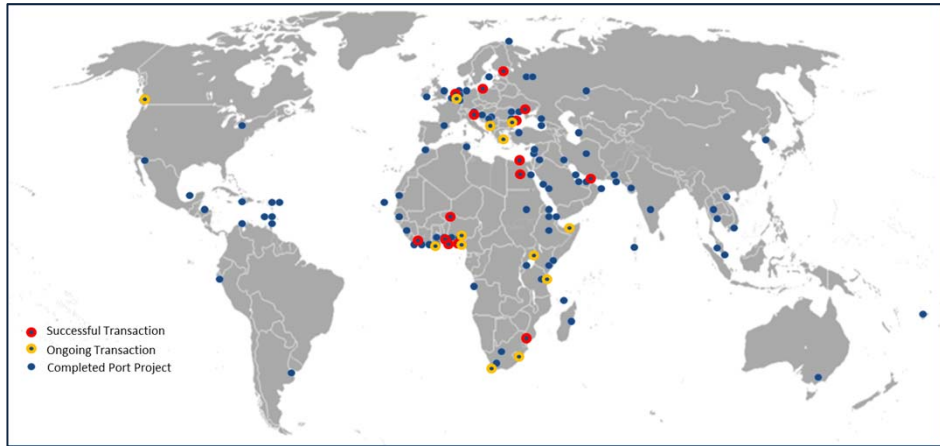 Successful Transaction
Ongoing Transaction
Completed Port Project